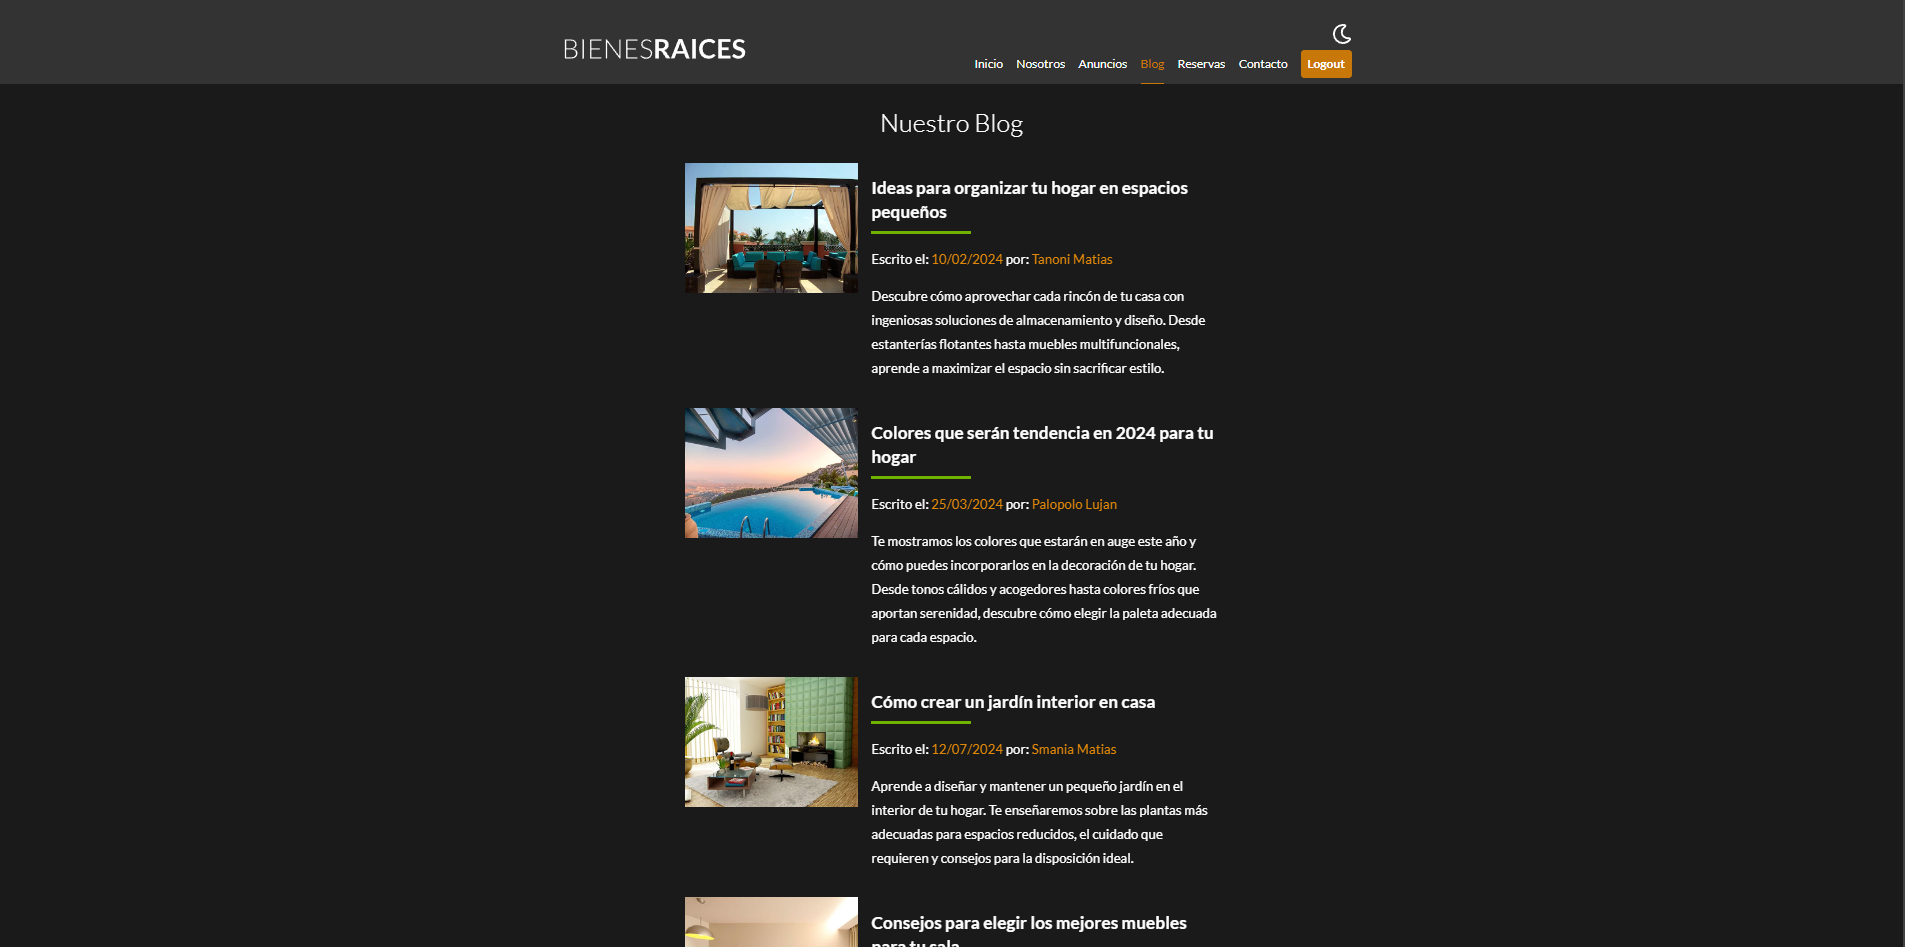 BIENESRAICES
Inicio Nosotros Anuncios Blog Reservas Contacto Logout
Nuestro Blog
Ideas para organizar tu hogar en espacios
pequeños
Escrito el: 10/02/2024 por: Tanoni Matias
Descubre cómo aprovechar cada rincón de tu casa con
ingeniosas soluciones de almacenamiento y diseño. Desde
estanterías flotantes hasta muebles multifuncionales,
aprende a maximizar el espacio sin sacrificar estilo.
Colores que serán tendencia en 2024 para tu
hogar
Escrito el: 25/03/2024 por: Palopolo Lujan
Te mostramos los colores que estarán en auge este año y
cómo puedes incorporarlos en la decoración de tu hogar.
Desde tonos cálidos y acogedores hasta colores fríos que
aportan serenidad, descubre cómo elegir la paleta adecuada
para cada espacio.
Cómo crear un jardín interior en casa
Escrito el: 12/07/2024 por: Smania Matias
Aprende a diseñar y mantener un pequeño jardín en el
interior de tu hogar. Te enseñaremos sobre las plantas más
adecuadas para espacios reducidos, el cuidado que
requieren y consejos para la disposición ideal.
Consejos para elegir los mejores muebles
para tu sala